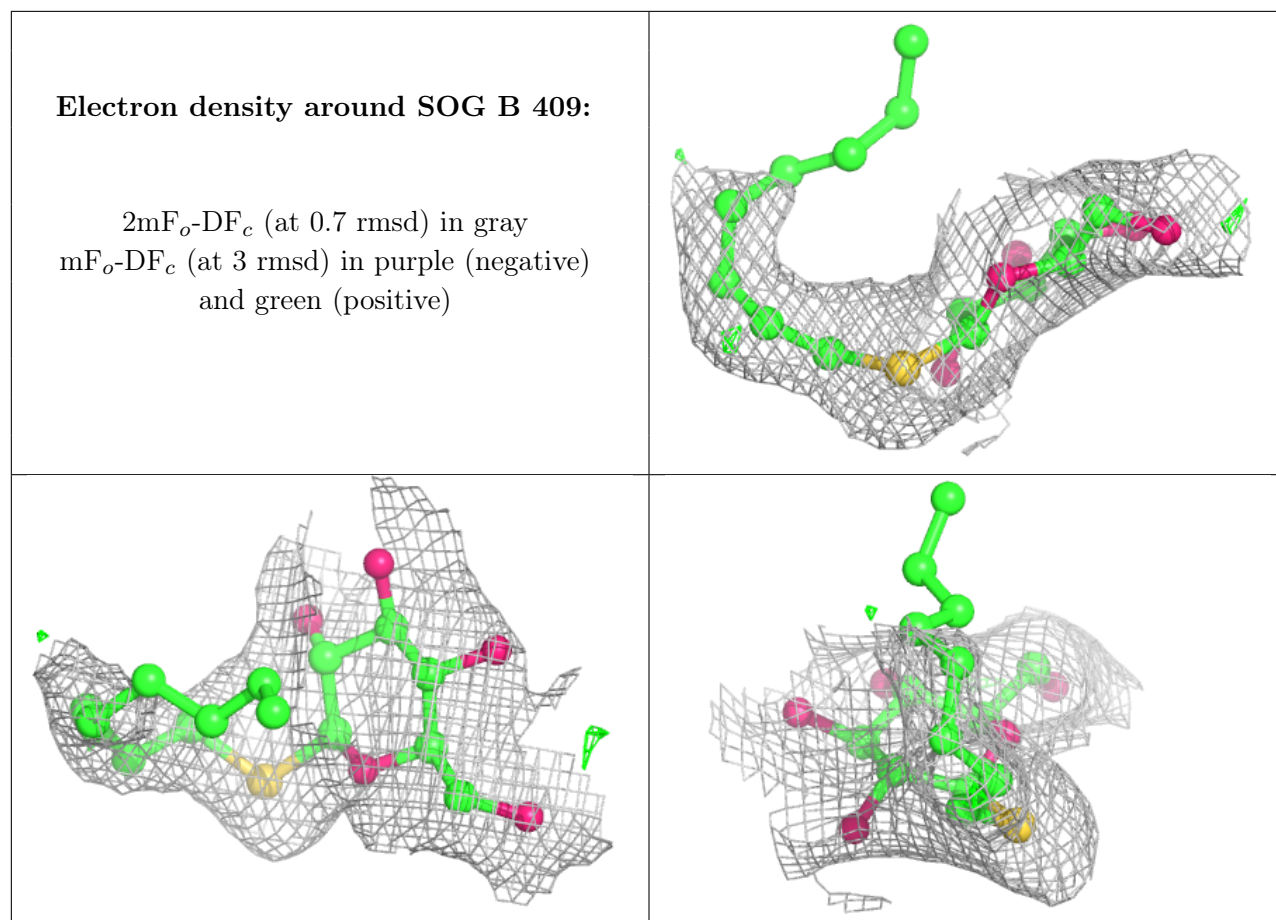 Electron density around SOG B 409:
2mFo-DFc (at 0.7 rmsd) in gray
mFo-DFc (at 3 rmsd) in purple (negative)
and green (positive)